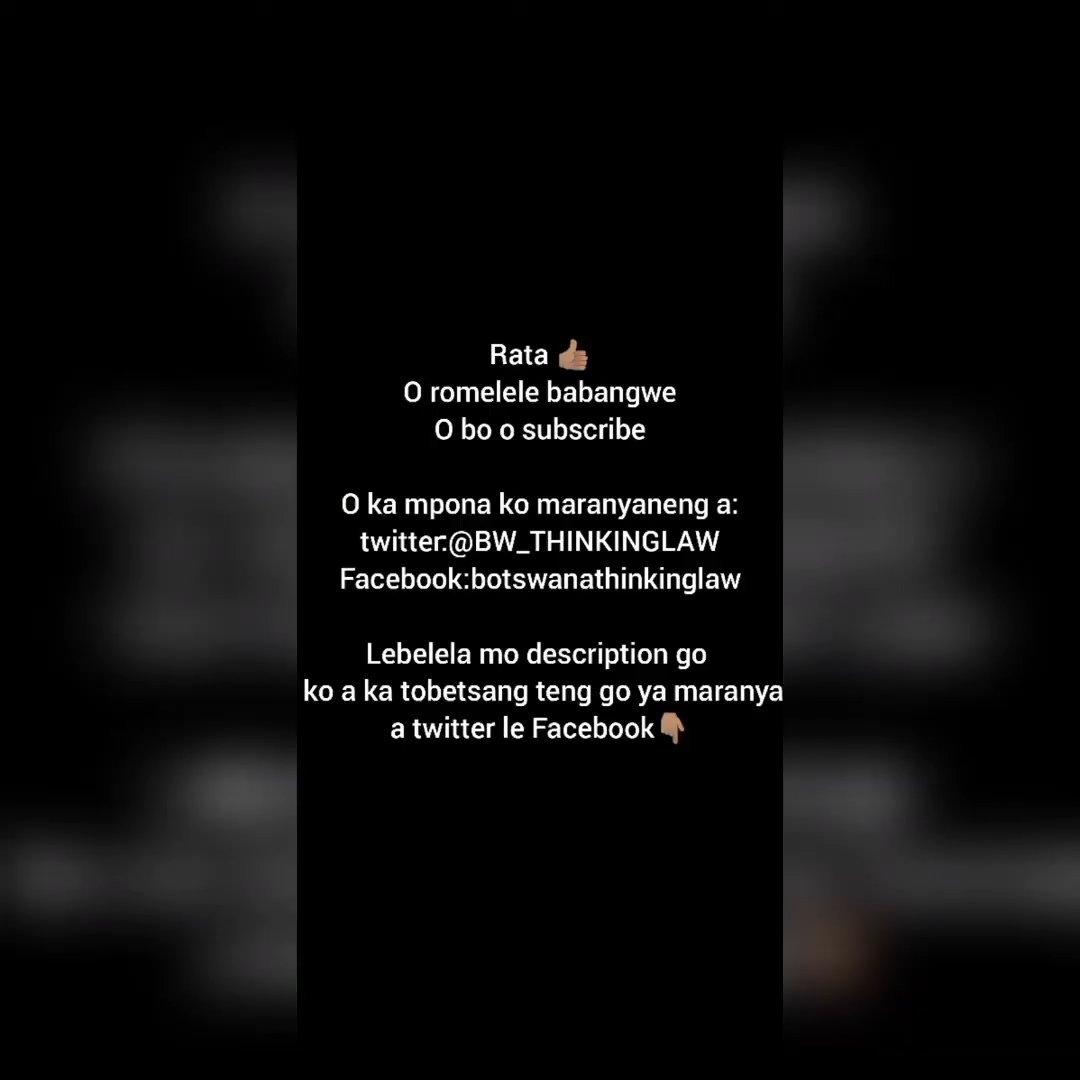 Rata 👍🏽
O romelele babangwe
O bo o subscribe
O ka mpona ko maranyaneng a:
twitter:@BW_THINKINGLAW
Facebook:botswanathinkinglaw
Lebelela mo description go
ko a ka tobetsang teng go ya maranya
a twitter le Facebook👇🏽